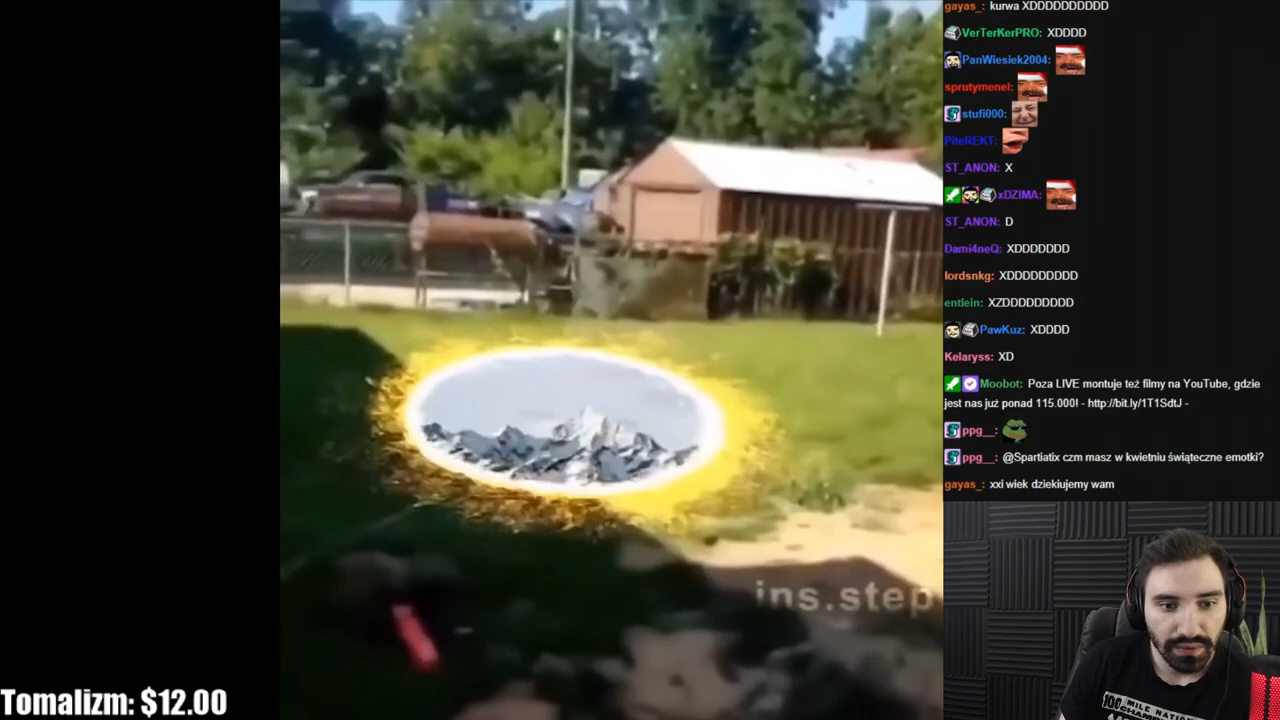 gayas_: kurwa XDDDDDDDDDD
VerTerKerPRO: XDDDD
PanWiesiek2004:
sprutymenel:
stufi000:
PiteREKT:
ST_ANON: X
xDZIMA:
ST_ANON: D
Dami4neQ: XDDDDDDD
lordsnkg: XDDDDDDDDD
entlein: XZDDDDDDDDD
PawKuz: XDDDD
Kelaryss: XD
Moobot: Poza LIVE montuje też filmy na YouTube, gdzie
jest nas już ponad 115.000! - http://bit.ly/1T1SdtJ -
ppg__:
ppg__: @Spartiatix czm masz w kwietniu świąteczne emotki?
gayas_: xxi wiek dziekiujemy wam
ins.step
Tomalizm: $12.00
100
MILE